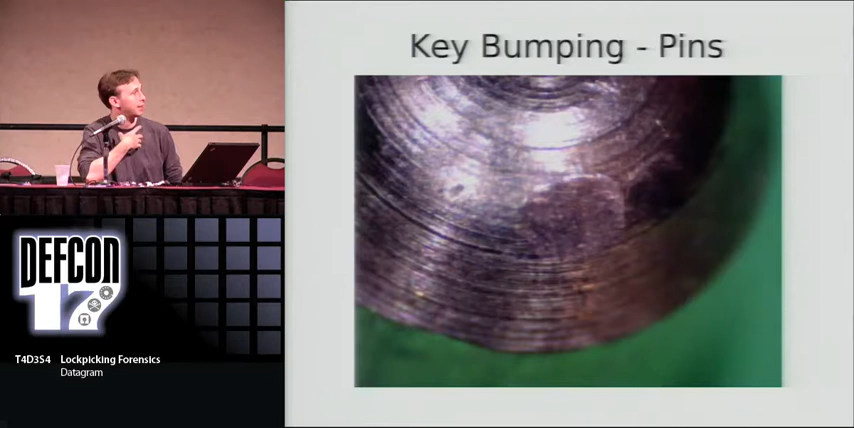 Key Bumping - Pins
DEFCON
17
T4D3S4 Lockpicking Forensics
Datagram